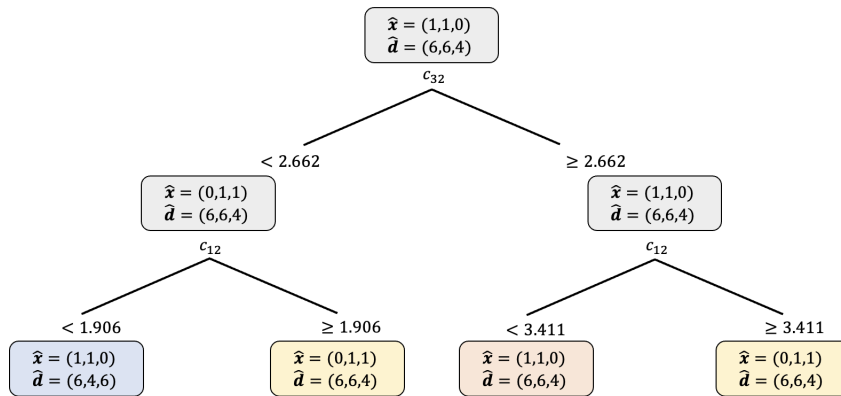 x̂ = (1,1,0)
d̂ = (6,6,4)
c₃₂
< 2.662
≥ 2.662
x̂ = (0,1,1)
d̂ = (6,6,4)
x̂ = (1,1,0)
d̂ = (6,6,4)
c₁₂
c₁₂
< 1.906
≥ 1.906
< 3.411
≥ 3.411
x̂ = (1,1,0)
d̂ = (6,4,6)
x̂ = (0,1,1)
d̂ = (6,6,4)
x̂ = (1,1,0)
d̂ = (6,6,4)
x̂ = (0,1,1)
d̂ = (6,6,4)